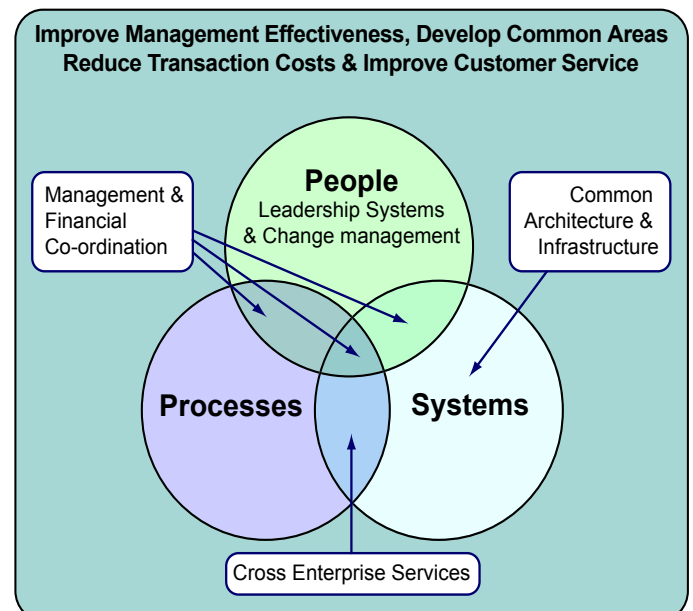 Improve Management Effectiveness, Develop Common Areas
Reduce Transaction Costs & Improve Customer Service
People
Leadership Systems
& Change management
Management &
Financial
Co-ordination
Common
Architecture &
Infrastructure
Processes
Systems
Cross Enterprise Services